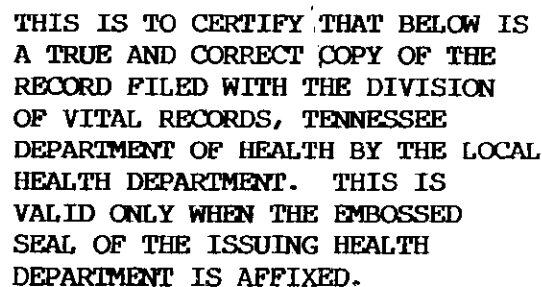 THIS IS TO CERTIFY THAT BELOW IS
A TRUE AND CORRECT COPY OF THE
RECORD FILED WITH THE DIVISION
OF VITAL RECORDS, TENNESSEE
DEPARTMENT OF HEALTH BY THE LOCAL
HEALTH DEPARTMENT. THIS IS
VALID ONLY WHEN THE EMBOSSED
SEAL OF THE ISSUING HEALTH
DEPARTMENT IS AFFIXED.